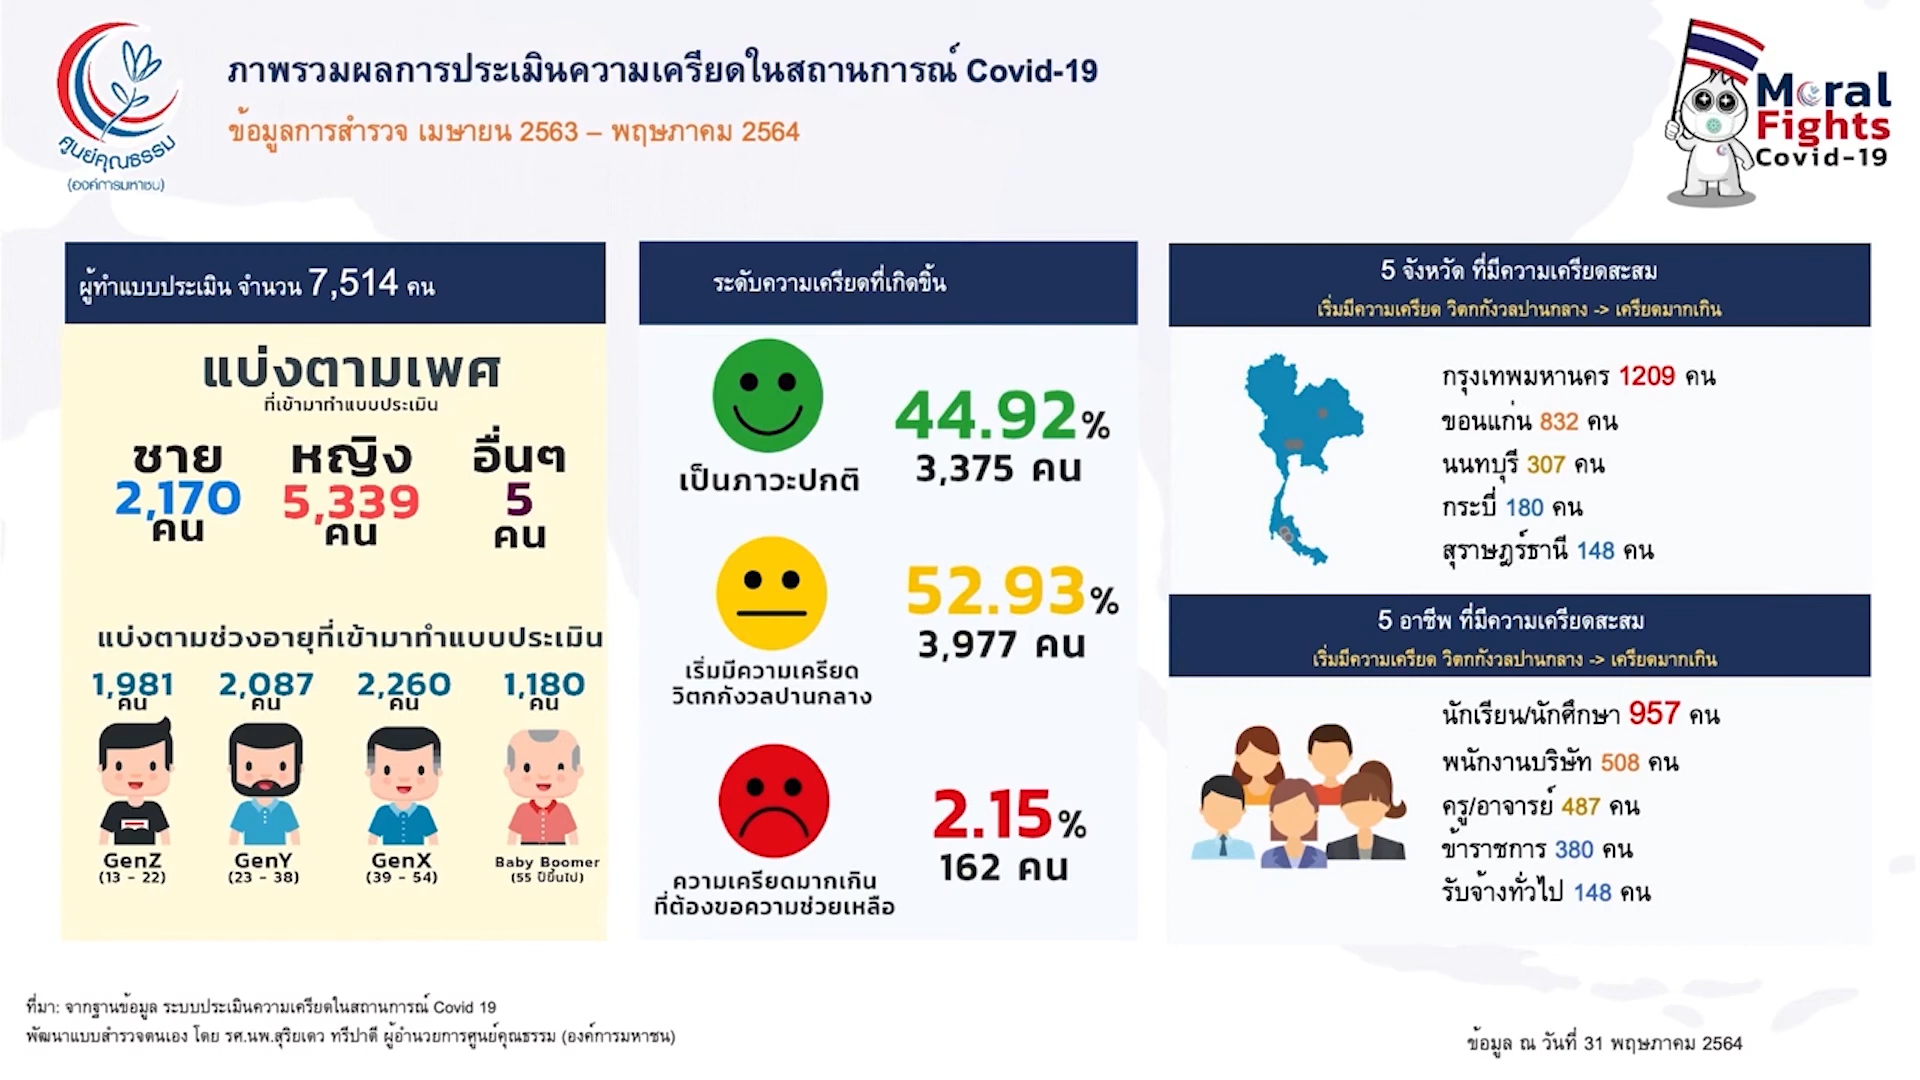 ศูนย์คุณธรรม
(องค์การมหาชน)
ภาพรวมผลการประเมินความเครียดในสถานการณ์ Covid-19
ข้อมูลการสำรวจ เมษายน 2563 – พฤษภาคม 2564
Moral
Fights
Covid-19
ผู้ทำแบบประเมิน จำนวน 7,514 คน
แบ่งตามเพศ
ที่เข้ามาทำแบบประเมิน
ชาย หญิง อื่นๆ
2,170 5,339 5
คน คน คน
แบ่งตามช่วงอายุที่เข้ามาทำแบบประเมิน
1,981 2,087 2,260 1,180
คน คน คน คน
GenZ GenY GenX Baby Boomer
(13 - 22) (23 - 38) (39 - 54) (55 ปีขึ้นไป)
ระดับความเครียดที่เกิดขึ้น
44.92%
3,375 คน
เป็นภาวะปกติ
52.93%
3,977 คน
เริ่มมีความเครียด
วิตกกังวลปานกลาง
2.15%
162 คน
ความเครียดมากเกิน
ที่ต้องขอความช่วยเหลือ
5 จังหวัด ที่มีความเครียดสะสม
เริ่มมีความเครียด วิตกกังวลปานกลาง -> เครียดมากเกิน
กรุงเทพมหานคร 1209 คน
ขอนแก่น 832 คน
นนทบุรี 307 คน
กระบี่ 180 คน
สุราษฎร์ธานี 148 คน
5 อาชีพ ที่มีความเครียดสะสม
เริ่มมีความเครียด วิตกกังวลปานกลาง -> เครียดมากเกิน
นักเรียน/นักศึกษา 957 คน
พนักงานบริษัท 508 คน
ครู/อาจารย์ 487 คน
ข้าราชการ 380 คน
รับจ้างทั่วไป 148 คน
ที่มา: จากฐานข้อมูล ระบบประเมินความเครียดในสถานการณ์ Covid 19
พัฒนาแบบสำรวจตนเอง โดย รศ.นพ.สุริยเดว ทรีปาตี ผู้อำนวยการศูนย์คุณธรรม (องค์การมหาชน)
ข้อมูล ณ วันที่ 31 พฤษภาคม 2564